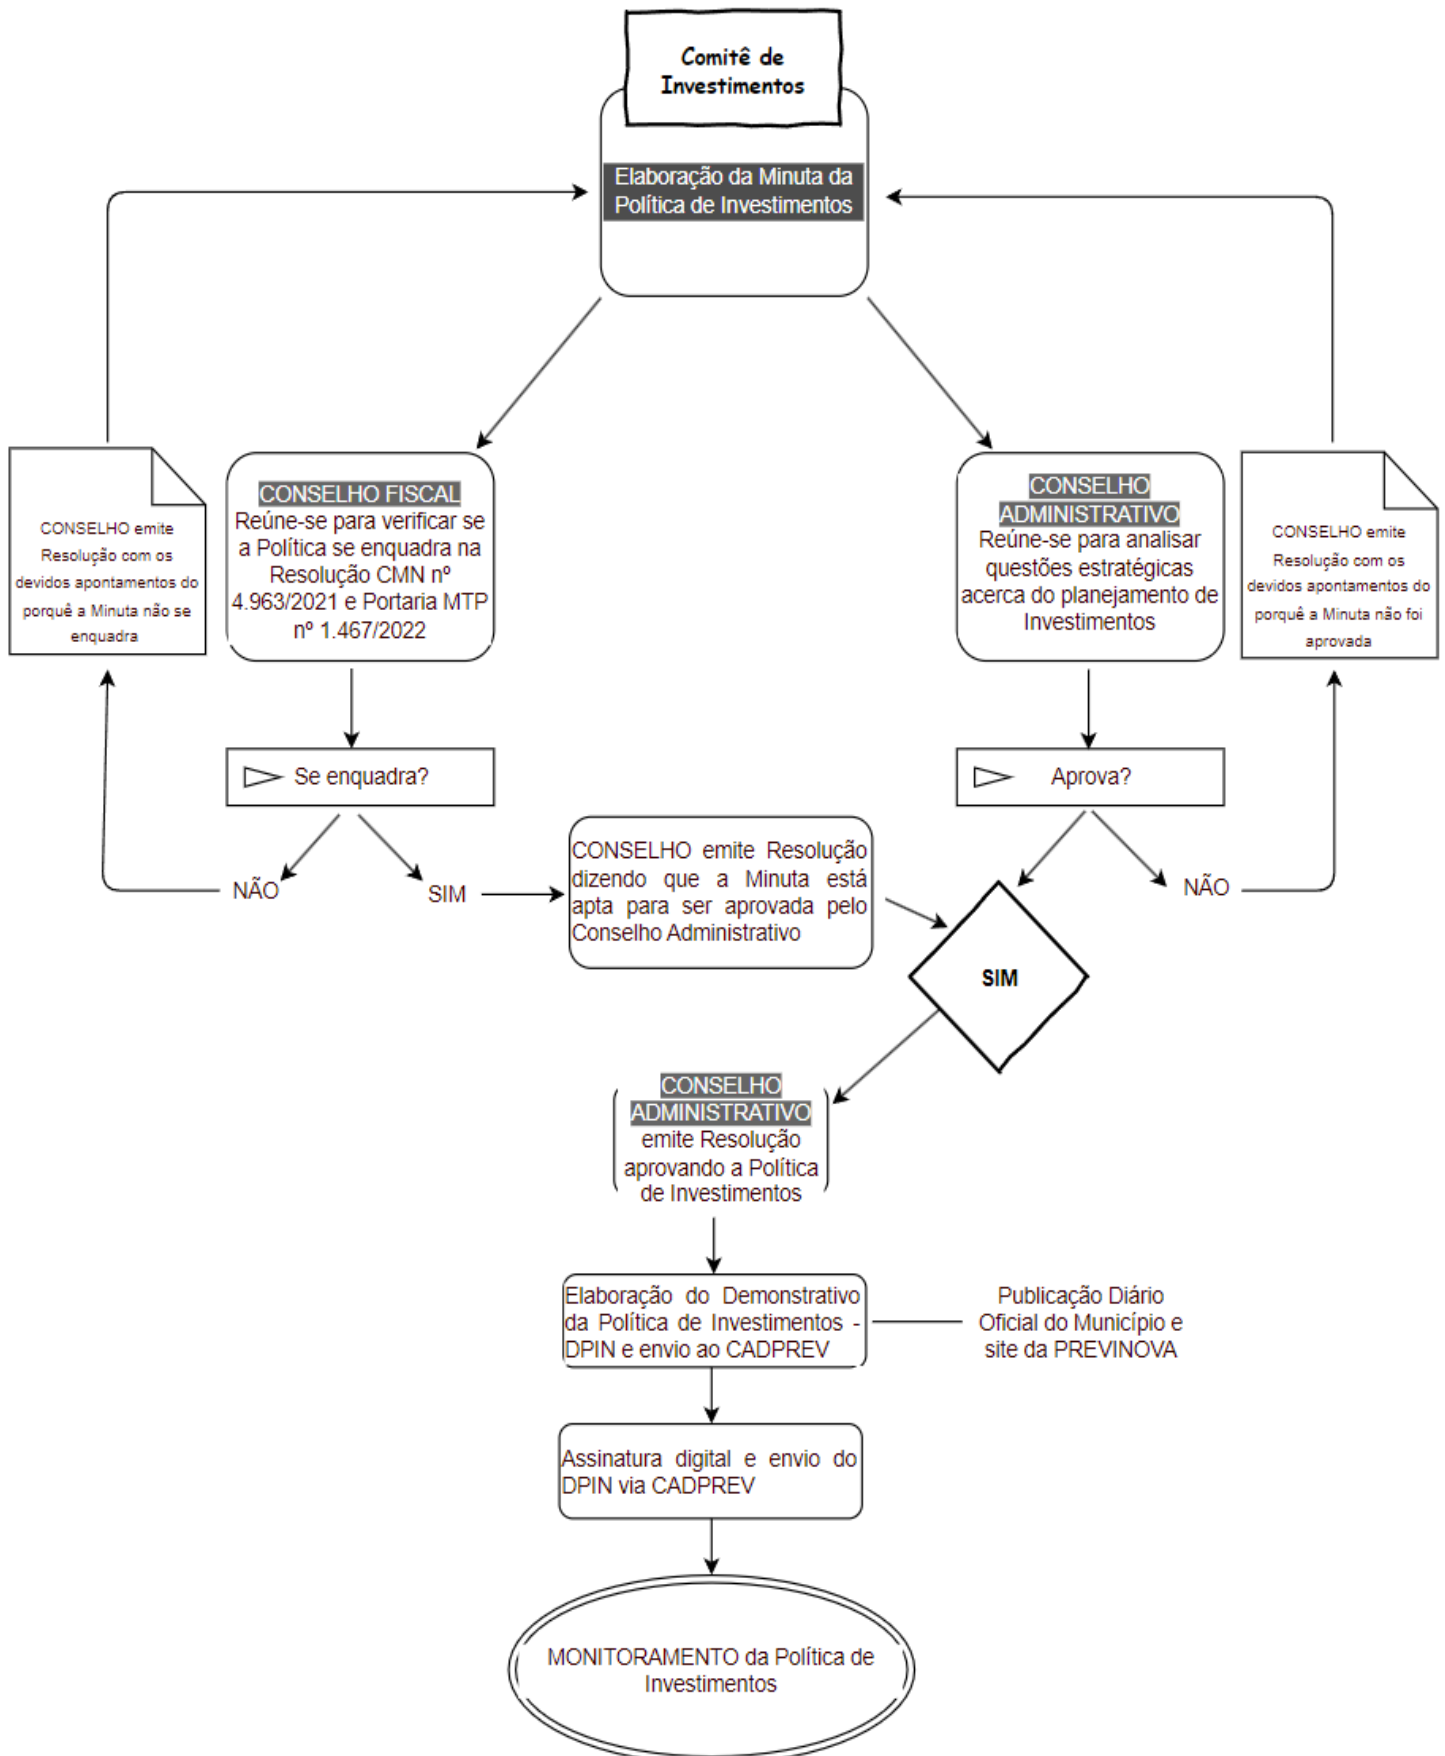 Comitê de
Investimentos
Elaboração da Minuta da
Política de Investimentos
CONSELHO emite
Resolução com os
devidos apontamentos do
porquê a Minuta não se
enquadra
CONSELHO FISCAL
Reúne-se para verificar se
a Política se enquadra na
Resolução CMN nº
4.963/2021 e Portaria MTP
nº 1.467/2022
CONSELHO
ADMINISTRATIVO
Reúne-se para analisar
questões estratégicas
acerca do planejamento de
Investimentos
CONSELHO emite
Resolução com os
devidos apontamentos do
porquê a Minuta não foi
aprovada
Se enquadra?
Aprova?
NÃO
SIM
CONSELHO emite Resolução
dizendo que a Minuta está
apta para ser aprovada pelo
Conselho Administrativo
NÃO
SIM
CONSELHO
ADMINISTRATIVO
emite Resolução
aprovando a Política
de Investimentos
Elaboração do Demonstrativo
da Política de Investimentos -
DPIN e envio ao CADPREV
Publicação Diário
Oficial do Município e
site da PREVINOVA
Assinatura digital e envio do
DPIN via CADPREV
MONITORAMENTO da Política de
Investimentos